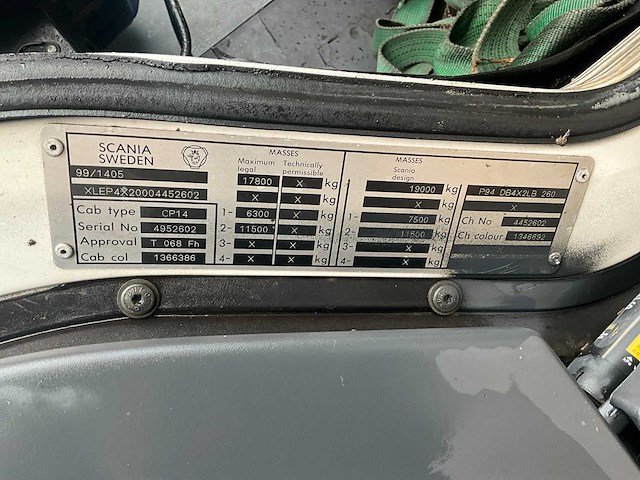 SCANIA
SWEDEN
99/1405
XLEP4X20004452602
Cab type CP14
Serial No 4952602
Approval T 068 Fh
Cab col 1366386
MASSES
Maximum legal Technically permissible
17800 X kg
X X kg
1- 6300 X kg
2- 11500 X kg
3- X X kg
4- X X kg
MASSES
Scania design
19000 kg
X kg
1- 7500 kg
2- 11500 kg
3- X kg
4- X kg
P94 DB4X2LB 260
X
Ch No 4452602
Ch colour 1346692